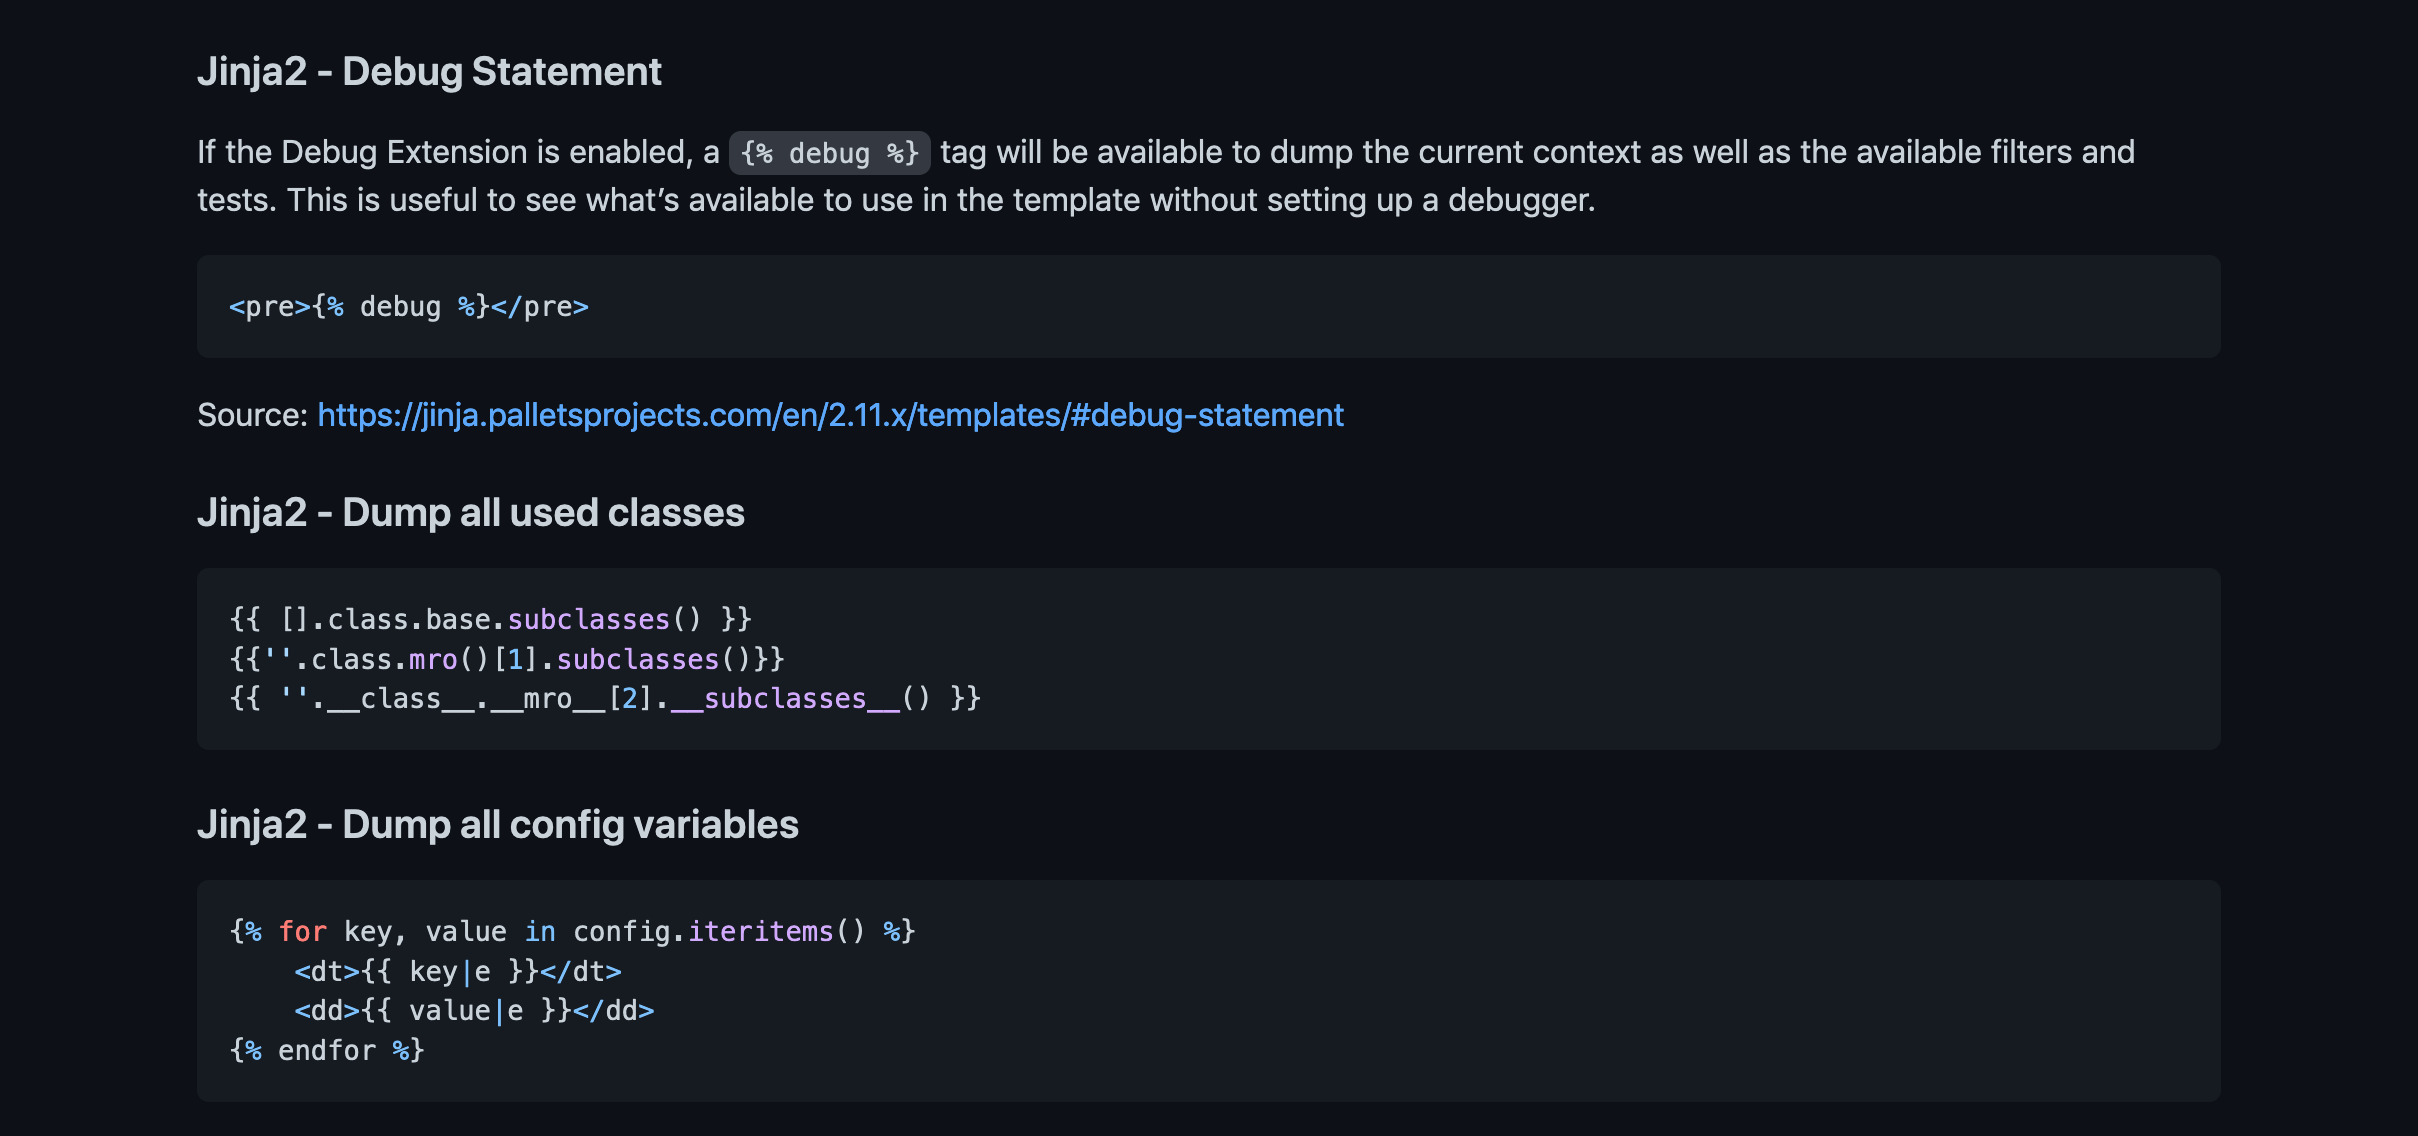 Jinja2 - Debug Statement
If the Debug Extension is enabled, a {% debug %} tag will be available to dump the current context as well as the available filters and
tests. This is useful to see what’s available to use in the template without setting up a debugger.
<pre>{% debug %}</pre>
Source: https://jinja.palletsprojects.com/en/2.11.x/templates/#debug-statement
Jinja2 - Dump all used classes
{{ [].class.base.subclasses() }}
{{''.class.mro()[1].subclasses()}}
{{ ''.__class__.__mro__[2].__subclasses__() }}
Jinja2 - Dump all config variables
{% for key, value in config.iteritems() %}
    <dt>{{ key|e }}</dt>
    <dd>{{ value|e }}</dd>
{% endfor %}